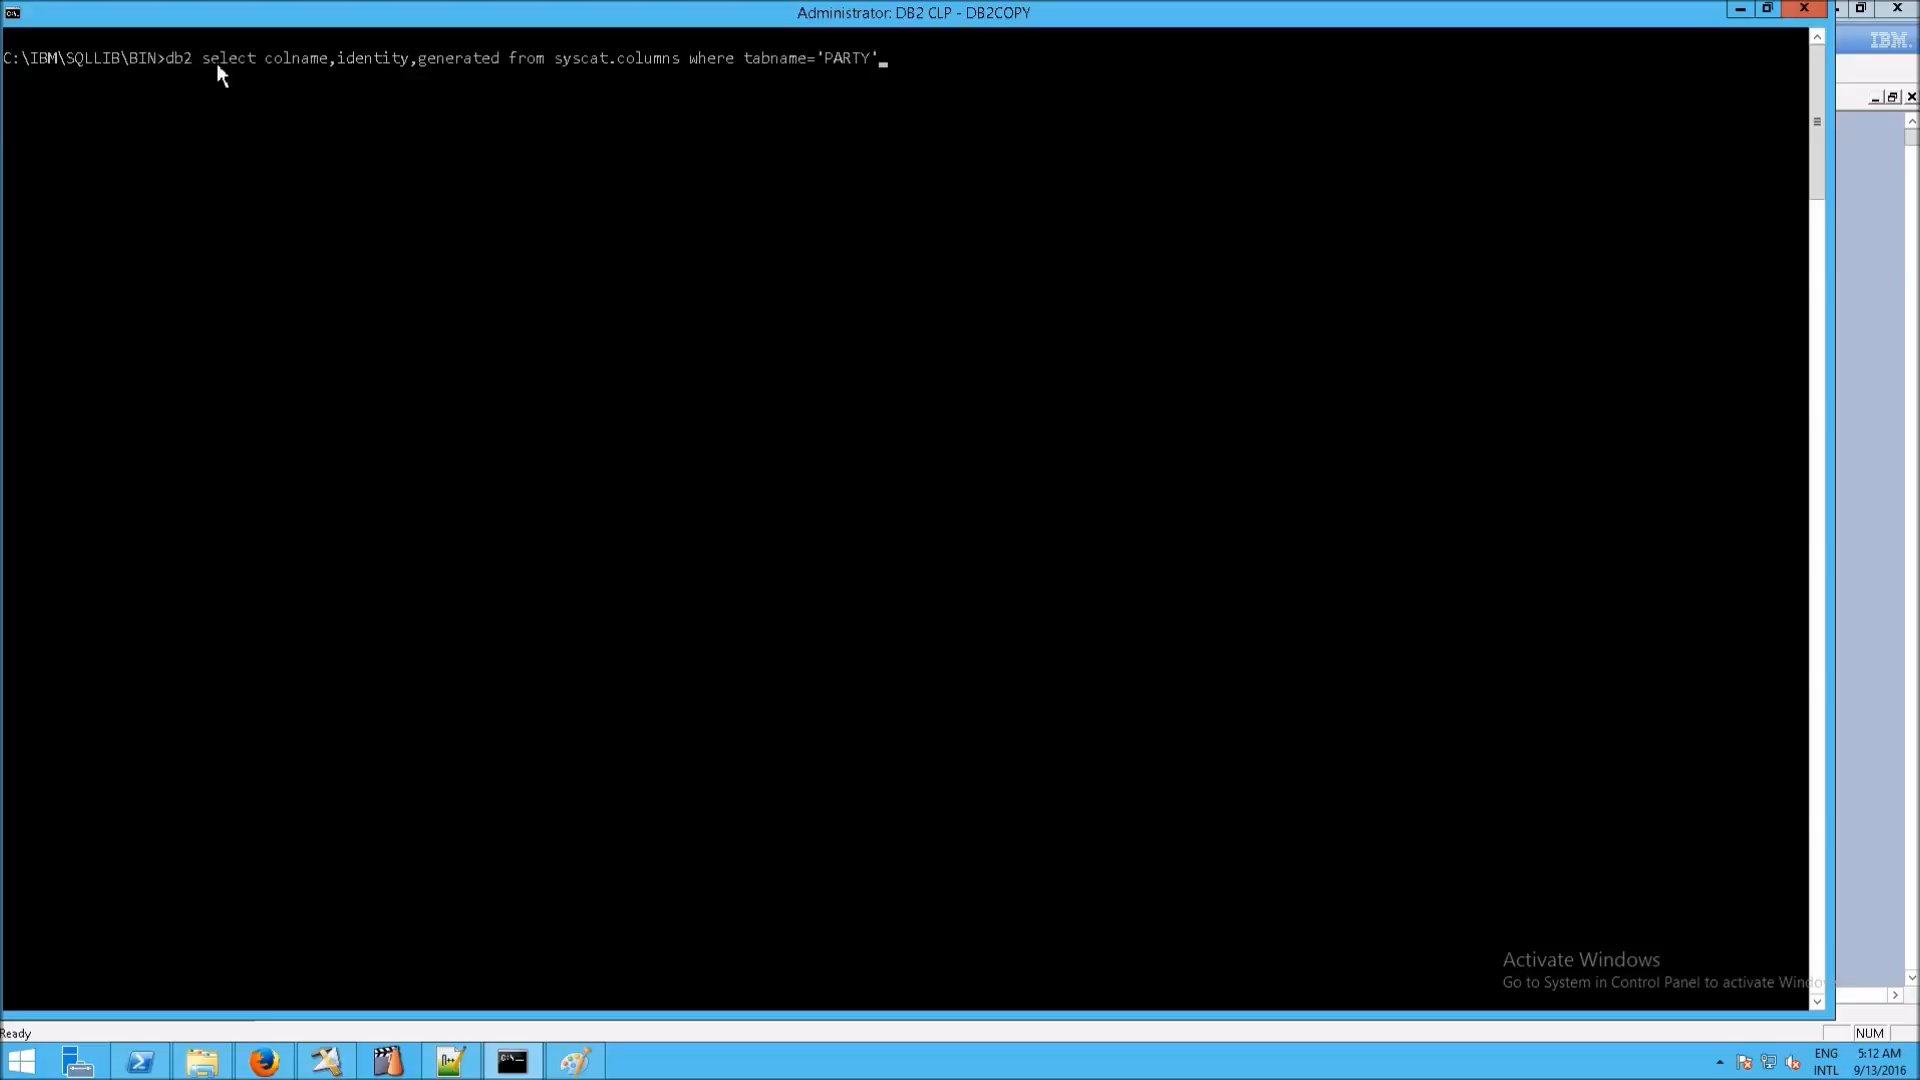 Administrator: DB2 CLP - DB2COPY
IBM
C:\IBM\SQLLIB\BIN>db2 select colname,identity,generated from syscat.columns where tabname='PARTY'
Activate Windows
Go to System in Control Panel to activate Windo
Ready
NUM
ENG
INTL
5:12 AM
9/13/2016